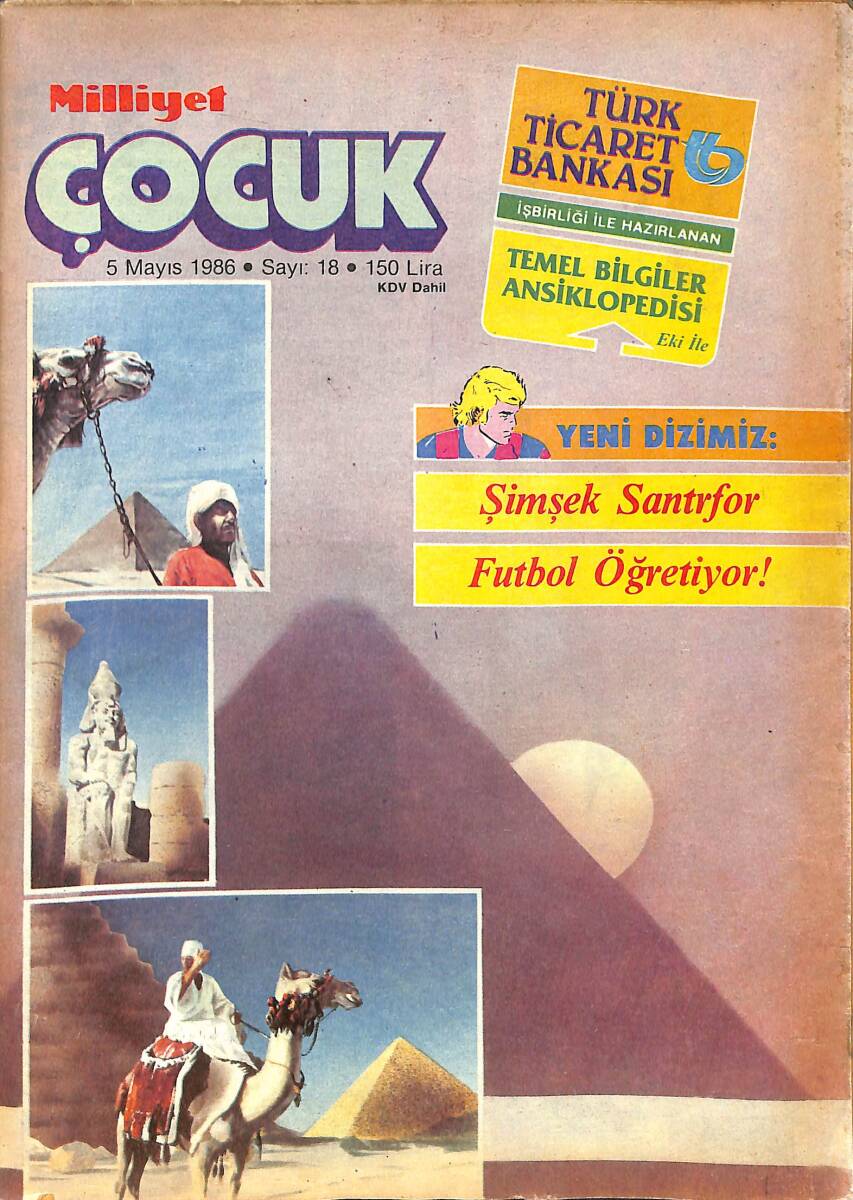 Milliyet
ÇOCUK
5 Mayıs 1986 • Sayı: 18 • 150 Lira
KDV Dahil
TÜRK
TİCARET
BANKASI
İŞBİRLİĞİ İLE HAZIRLANAN
TEMEL BİLGİLER
ANSİKLOPEDİSİ
Eki İle
YENİ DİZİMİZ:
Şimşek Santrfor
Futbol Öğretiyor!